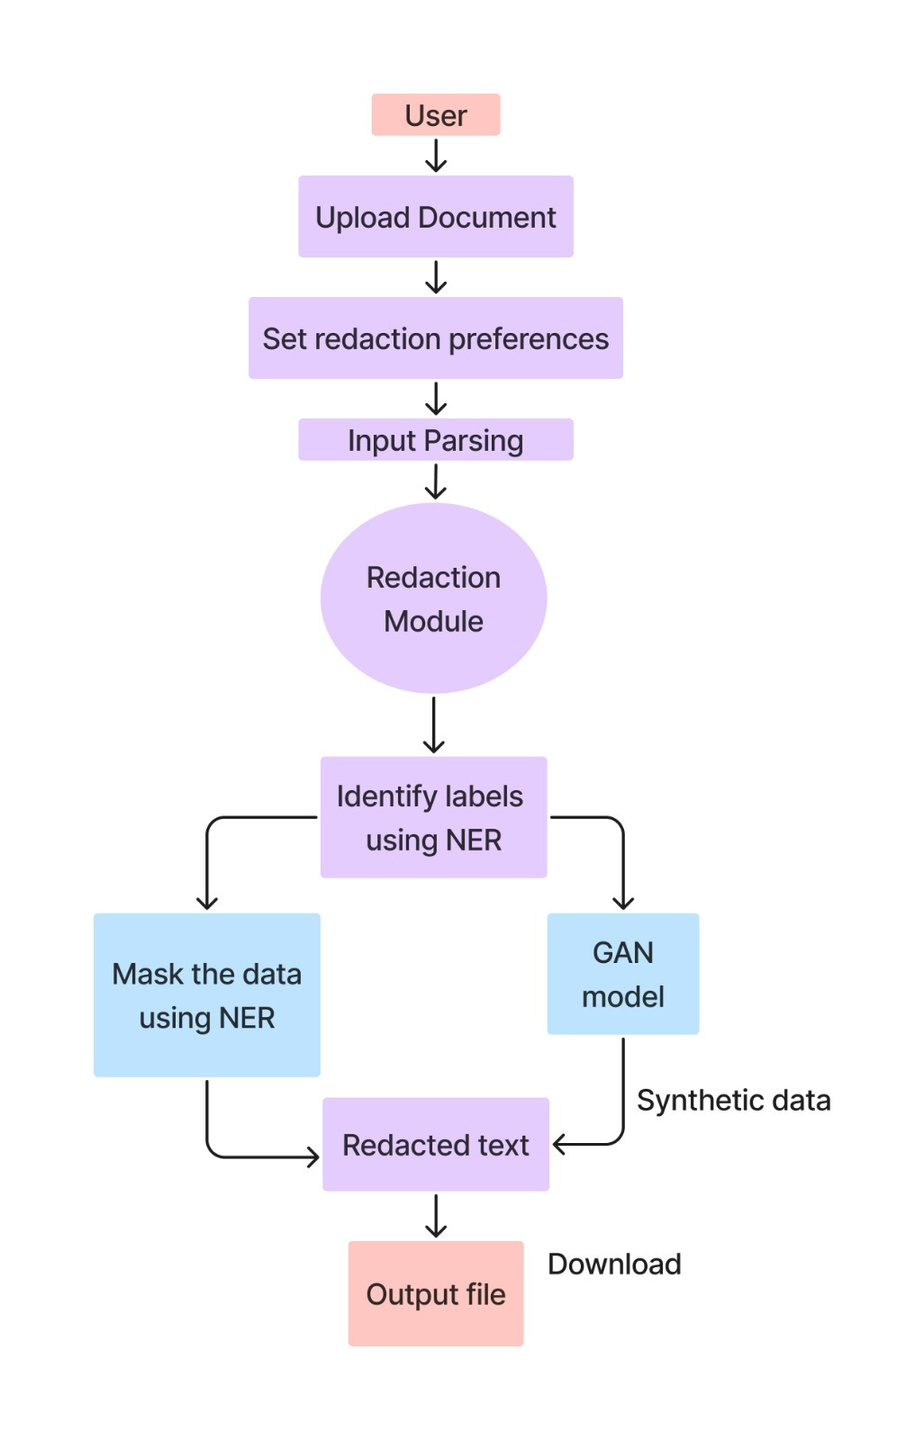 User
Upload Document
Set redaction preferences
Input Parsing
Redaction
Module
Identify labels
using NER
Mask the data
using NER
GAN
model
Synthetic data
Redacted text
Download
Output file